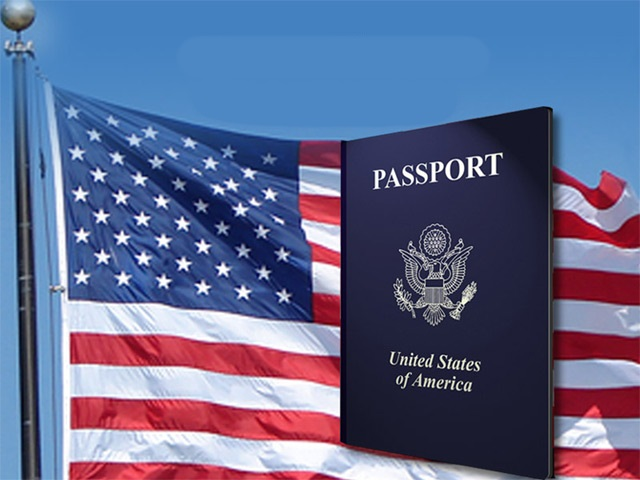 PASSPORT
United States
of America